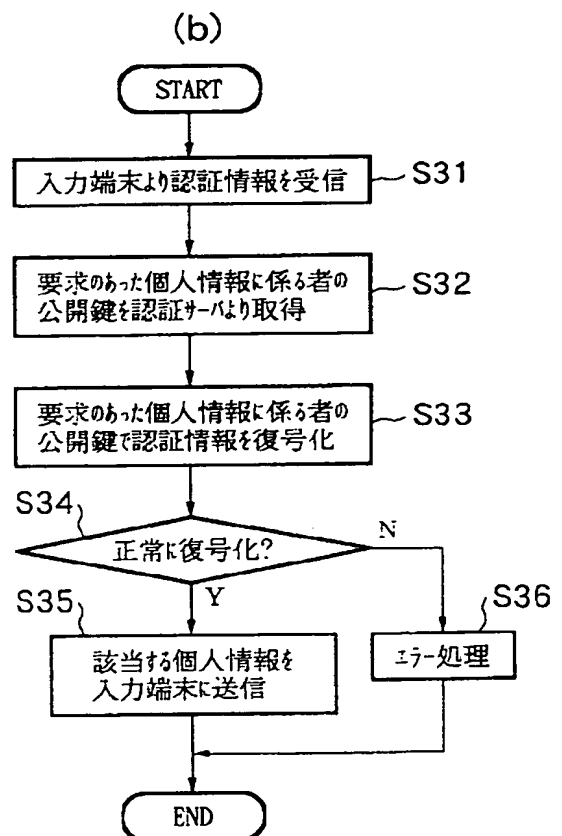 (b)
START
入力端末より認証情報を受信
S31
要求のあった個人情報に係る者の
公開鍵を認証サーバより取得
S32
要求のあった個人情報に係る者の
公開鍵で認証情報を復号化
S33
S34
正常に復号化?
N
Y
S35
S36
該当する個人情報を
入力端末に送信
エラー処理
END